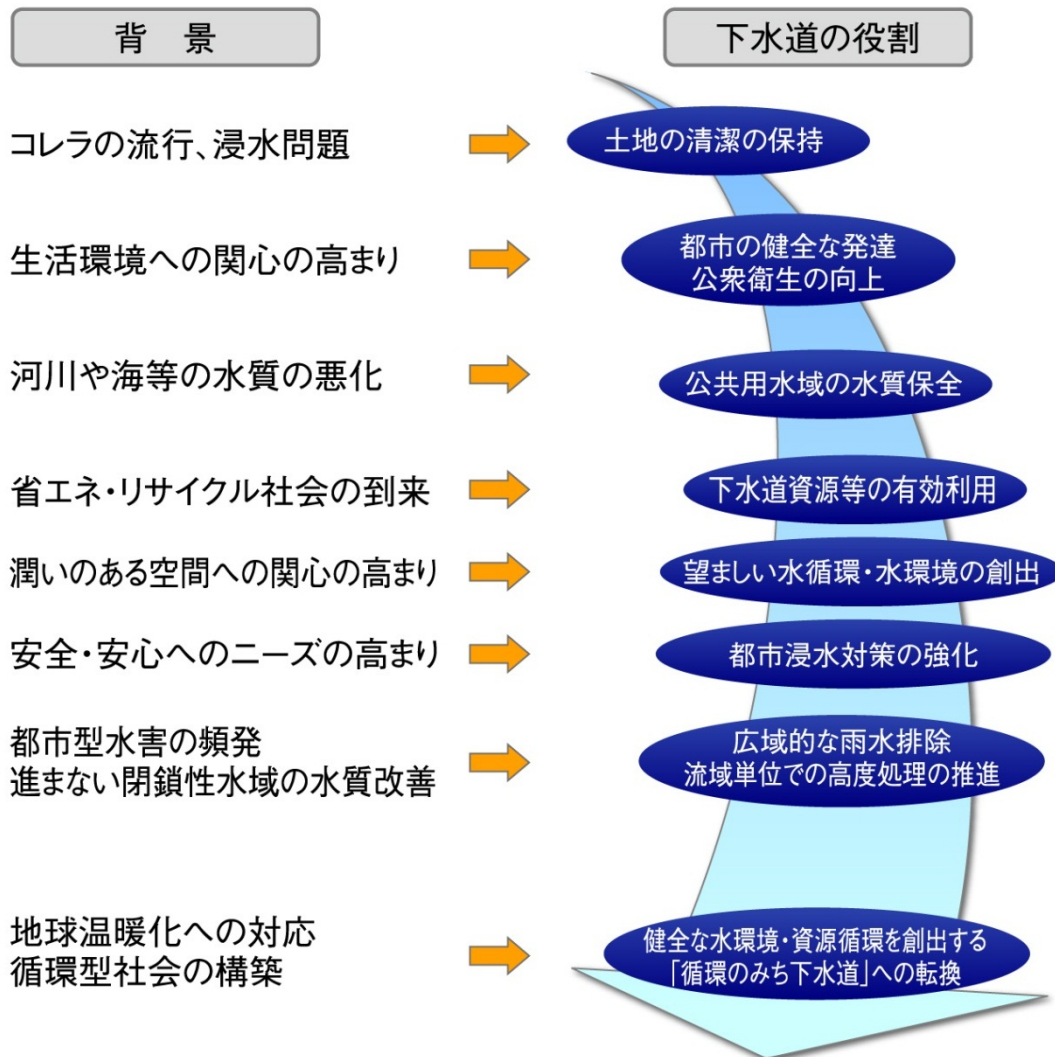 背 景
下水道の役割
コレラの流行、浸水問題
土地の清潔の保持
生活環境への関心の高まり
都市の健全な発達
公衆衛生の向上
河川や海等の水質の悪化
公共用水域の水質保全
省エネ・リサイクル社会の到来
下水道資源等の有効利用
潤いのある空間への関心の高まり
望ましい水循環・水環境の創出
安全・安心へのニーズの高まり
都市浸水対策の強化
都市型水害の頻発
進まない閉鎖性水域の水質改善
広域的な雨水排除
流域単位での高度処理の推進
地球温暖化への対応
循環型社会の構築
健全な水環境・資源循環を創出する
「循環のみち下水道」への転換